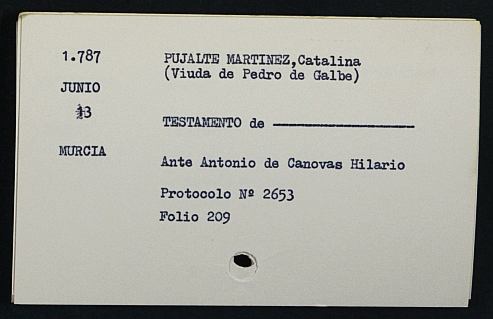 1.787
JUNIO
13
MURCIA
PUJALTE MARTINEZ,Catalina
(Viuda de Pedro de Galbe)
TESTAMENTO de ―――――――
Ante Antonio de Canovas Hilario
Protocolo Nº 2653
Folio 209